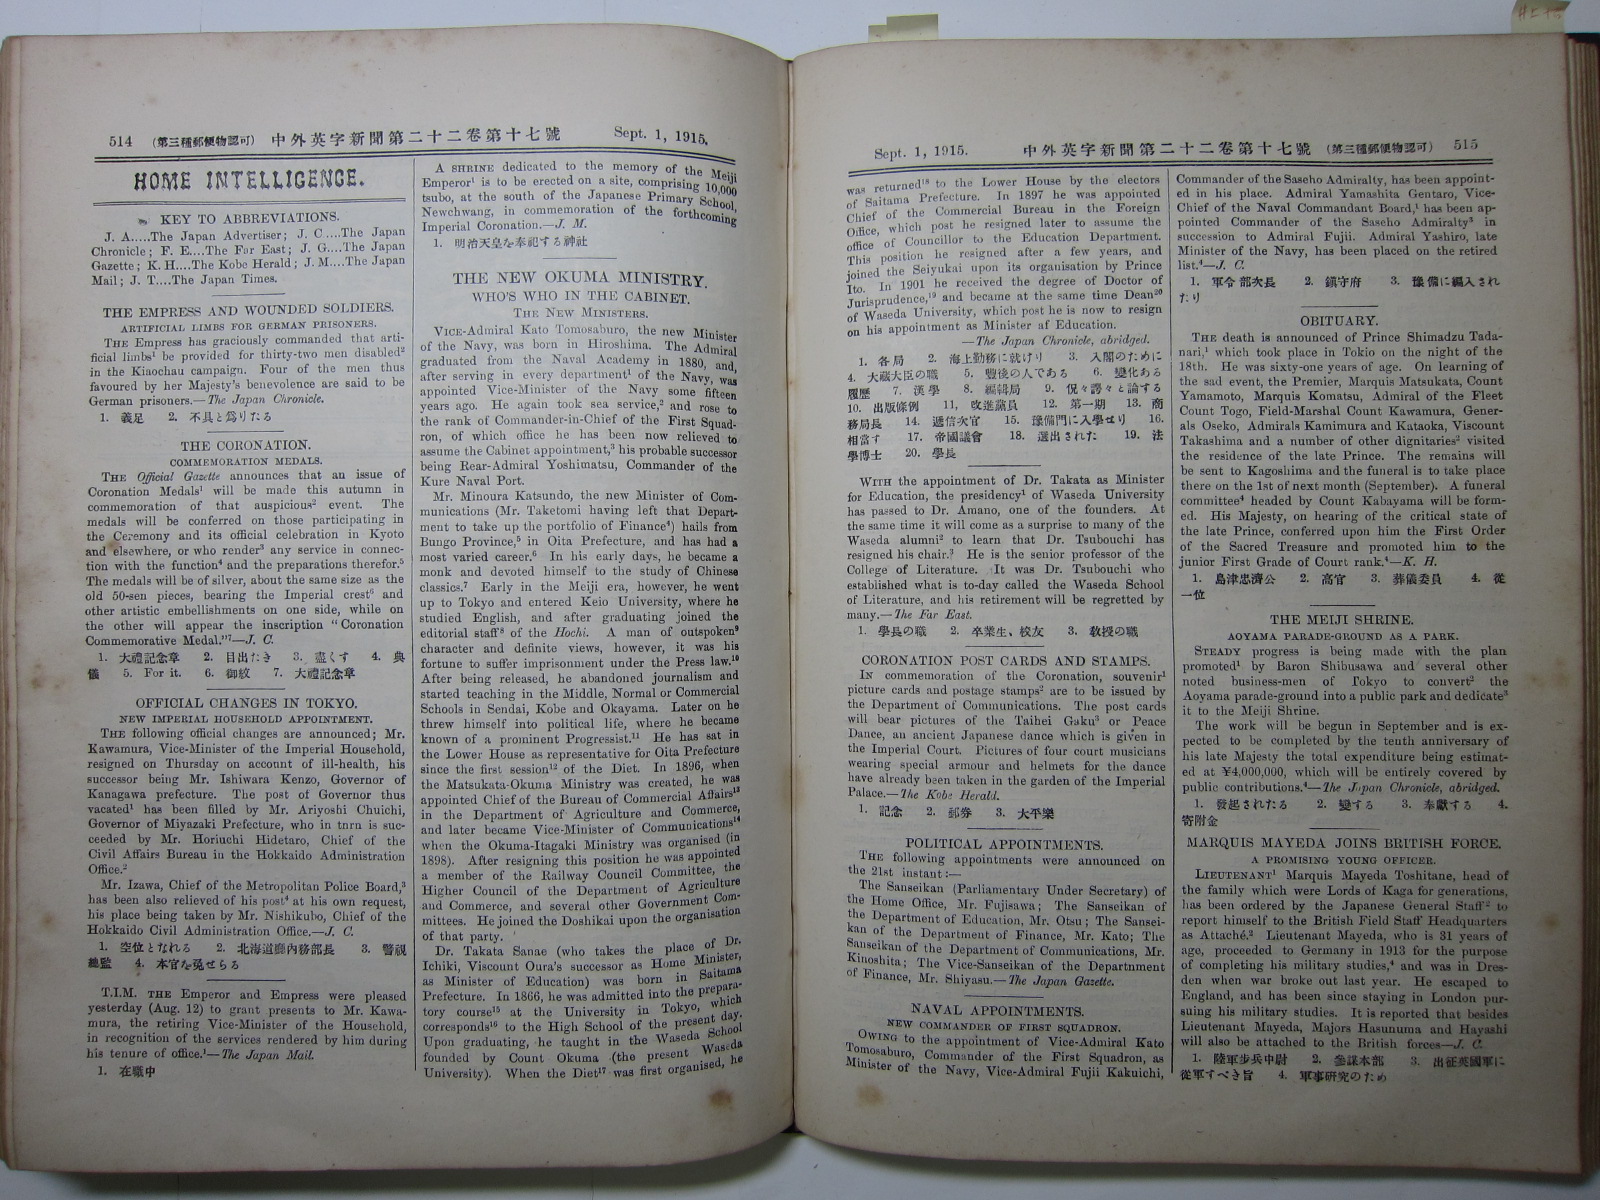 514 (第三種郵便物認可) 中外英字新聞第二十二卷第十七號 Sept. 1, 1915.
HOME INTELLIGENCE.
KEY TO ABBREVIATIONS.
J. A.....The Japan Advertiser; J. C ....The Japan
Chronicle; F. E....The Far East; J. G....The Japan
Gazette; K. H....The Kobe Herald; J. M....The Japan
Mail; J. T....The Japan Times.
THE EMPRESS AND WOUNDED SOLDIERS.
ARTIFICIAL LIMBS FOR GERMAN PRISONERS.
THE Empress has graciously commanded that arti-
ficial limbs¹ be provided for thirty-two men disabled²
in the Kiaochau campaign. Four of the men thus
favoured by her Majesty's benevolence are said to be
German prisoners.—The Japan Chronicle.
1. 義足 2. 不具と爲りたる
THE CORONATION.
COMMEMORATION MEDALS.
THE Official Gazette announces that an issue of
Coronation Medals¹ will be made this autumn in
commemoration of that auspicious² event. The
medals will be conferred on those participating in
the Ceremony and its official celebration in Kyoto
and elsewhere, or who render³ any service in connec-
tion with the function⁴ and the preparations therefor.⁵
The medals will be of silver, about the same size as the
old 50-sen pieces, bearing the Imperial crest⁶ and
other artistic embellishments on one side, while on
the other will appear the inscription "Coronation
Commemorative Medal."⁷—J. C.
1. 大禮記念章 2. 目出たき 3. 盡くす 4. 典
儀 5. For it. 6. 御紋 7. 大禮記念章
OFFICIAL CHANGES IN TOKYO.
NEW IMPERIAL HOUSEHOLD APPOINTMENT.
THE following official changes are announced; Mr.
Kawamura, Vice-Minister of the Imperial Household,
resigned on Thursday on account of ill-health, his
successor being Mr. Ishiwara Kenzo, Governor of
Kanagawa prefecture. The post of Governor thus
vacated¹ has been filled by Mr. Ariyoshi Chuichi,
Governor of Miyazaki Prefecture, who in tnrn is suc-
ceeded by Mr. Horiuchi Hidetaro, Chief of the
Civil Affairs Bureau in the Hokkaido Administration
Office.²
Mr. Izawa, Chief of the Metropolitan Police Board,³
has been also relieved of his post⁴ at his own request,
his place being taken by Mr. Nishikubo, Chief of the
Hokkaido Civil Administration Office.—J. C.
1. 空位となれる 2. 北海道廳内務部長 3. 警視
總監 4. 本官を免せらる
T.I.M. THE Emperor and Empress were pleased
yesterday (Aug. 12) to grant presents to Mr. Kawa-
mura, the retiring Vice-Minister of the Household,
in recognition of the services rendered by him during
his tenure of office.¹—The Japan Mail.
1. 在職中
A SHRINE dedicated to the memory of the Meiji
Emperor¹ is to be erected on a site, comprising 10,000
tsubo, at the south of the Japanese Primary School,
Newchwang, in commemoration of the forthcoming
Imperial Coronation.—J. M.
1. 明治天皇を奉祀する神社
THE NEW OKUMA MINISTRY.
WHO'S WHO IN THE CABINET.
THE NEW MINISTERS.
VICE-Admiral Kato Tomosaburo, the new Minister
of the Navy, was born in Hiroshima. The Admiral
graduated from the Naval Academy in 1880, and,
after serving in every department¹ of the Navy, was
appointed Vice-Minister of the Navy some fifteen
years ago. He again took sea service,² and rose to
the rank of Commander-in-Chief of the First Squad-
ron, of which office he has been now relieved to
assume the Cabinet appointment,³ his probable successor
being Rear-Admiral Yoshimatsu, Commander of the
Kure Naval Port.
Mr. Minoura Katsundo, the new Minister of Com-
munications (Mr. Taketomi having left that Depart-
ment to take up the portfolio of Finance⁴) hails from
Bungo Province,⁵ in Oita Prefecture, and has had a
most varied career.⁶ In his early days, he became a
monk and devoted himself to the study of Chinese
classics.⁷ Early in the Meiji era, however, he went
up to Tokyo and entered Keio University, where he
studied English, and after graduating joined the
editorial staff⁸ of the Hochi. A man of outspoken⁹
character and definite views, however, it was his
fortune to suffer imprisonment under the Press law.¹⁰
After being released, he abandoned journalism and
started teaching in the Middle, Normal or Commercial
Schools in Sendai, Kobe and Okayama. Later on he
threw himself into political life, where he became
known of a prominent Progressist.¹¹ He has sat in
the Lower House as representative for Oita Prefecture
since the first session¹² of the Diet. In 1896, when
the Matsukata-Okuma Ministry was created, he was
appointed Chief of the Bureau of Commercial Affairs¹³
in the Department of Agriculture and Commerce,
and later became Vice-Minister of Communications¹⁴
when the Okuma-Itagaki Ministry was organised (in
1898). After resigning this position he was appointed
a member of the Railway Council Committee, the
Higher Council of the Department of Agriculture
and Commerce, and several other Government Com-
mittees. He joined the Doshikai upon the organisation
of that party.
Dr. Takata Sanae (who takes the place of Dr.
Ichiki, Viscount Oura's successor as Home Minister,
as Minister of Education) was born in Saitama
Prefecture. In 1866, he was admitted into the prepara-
tory course¹⁵ at the University in Tokyo, which
corresponds¹⁶ to the High School of the present day.
Upon graduating, he taught in the Waseda School
founded by Count Okuma (the present Waseda
University). When the Diet¹⁷ was first organised, he
Sept. 1, 1915. 中外英字新聞第二十二卷第十七號 (第三種郵便物認可) 515
was returned¹⁸ to the Lower House by the electors
of Saitama Prefecture. In 1897 he was appointed
Chief of the Commercial Bureau in the Foreign
Office, which post he resigned later to assume the
office of Councillor to the Education Department.
This position he resigned after a few years, and
joined the Seiyukai upon its organisation by Prince
Ito. In 1901 he received the degree of Doctor of
Jurisprudence,¹⁹ and became at the same time Dean²⁰
of Waseda University, which post he is now to resign
on his appointment as Minister af Education.
—The Japan Chronicle, abridged.
1. 各局 2. 海上勤務に就けり 3. 入閣のために
4. 大藏大臣の職 5. 豐後の人である 6. 變化ある
履歷 7. 漢學 8. 編輯局 9. 侃々諤々と論する
10. 出版條例 11, 改進黨員 12. 第一期 13. 商
務局長 14. 遞信次官 15. 豫備門に入學せり 16.
相當す 17. 帝國議會 18. 選出された 19. 法
學博士 20. 學長
WITH the appointment of Dr. Takata as Minister
for Education, the presidency¹ of Waseda University
has passed to Dr. Amano, one of the founders. At
the same time it will come as a surprise to many of the
Waseda alumni² to learn that Dr. Tsubouchi has
resigned his chair.³ He is the senior professor of the
College of Literature. It was Dr. Tsubouchi who
established what is to-day called the Waseda School
of Literature, and his retirement will be regretted by
many.—The Far East.
1. 學長の職 2. 卒業生、校友 3. 敎授の職
CORONATION POST CARDS AND STAMPS.
IN commemoration of the Coronation, souvenir¹
picture cards and postage stamps² are to be issued by
the Department of Communications. The post cards
will bear pictures of the Taihei Gaku³ or Peace
Dance, an ancient Japanese dance which is given in
the Imperial Court. Pictures of four court musicians
wearing special armour and helmets for the dance
have already been taken in the garden of the Imperial
Palace.—The Kobe Herald.
1. 記念 2. 郵券 3. 大平樂
POLITICAL APPOINTMENTS.
THE following appointments were announced on
the 21st instant:—
The Sanseikan (Parliamentary Under Secretary) of
the Home Office, Mr. Fujisawa; The Sanseikan of
the Department of Education, Mr. Otsu; The Sansei-
kan of the Department of Finance, Mr. Kato; The
Sanseikan of the Department of Communications, Mr.
Kinoshita; The Vice-Sanseikan of the Departnment
of Finance, Mr. Shiyasu.—The Japan Gazette.
NAVAL APPOINTMENTS.
NEW COMMANDER OF FIRST SQUADRON.
OWING to the appointment of Vice-Admiral Kato
Tomosaburo, Commander of the First Squadron, as
Minister of the Navy, Vice-Admiral Fujii Kakuichi,
Commander of the Saseho Admiralty, has been appoint-
ed in his place. Admiral Yamashita Gentaro, Vice-
Chief of the Naval Commandant Board,¹ has been ap-
pointed Commander of the Saseho Admiralty² in
succession to Admiral Fujii. Admiral Yashiro, late
Minister of the Navy, has been placed on the retired
list.⁴—J. C.
1. 軍令部次長 2. 鎭守府 3. 豫備に編入され
たり
OBITUARY.
THE death is announced of Prince Shimadzu Tada-
nari,¹ which took place in Tokio on the night of the
18th. He was sixty-one years of age. On learning of
the sad event, the Premier, Marquis Matsukata, Count
Yamamoto, Marquis Komatsu, Admiral of the Fleet
Count Togo, Field-Marshal Count Kawamura, Gener-
als Oseko, Admirals Kamimura and Kataoka, Viscount
Takashima and a number of other dignitaries² visited
the residence of the late Prince. The remains will
be sent to Kagoshima and the funeral is to take place
there on the 1st of next month (September). A funeral
committee⁴ headed by Count Kabayama will be form-
ed. His Majesty, on hearing of the critical state of
the late Prince, conferred upon him the First Order
of the Sacred Treasure and promoted him to the
junior First Grade of Court rank.⁴—K. H.
1. 島津忠濟公 2. 高官 3. 葬儀委員 4. 從
一位
THE MEIJI SHRINE.
AOYAMA PARADE-GROUND AS A PARK.
STEADY progress is being made with the plan
promoted¹ by Baron Shibusawa and several other
noted business-men of Tokyo to convert² the
Aoyama parade-ground into a public park and dedicate³
it to the Meiji Shrine.
The work will be begun in September and is ex-
pected to be completed by the tenth anniversary of
his late Majesty the total expenditure being estimat-
ed at ¥4,000,000, which will be entirely covered by
public contributions.⁴—The Japan Chronicle, abridged.
1. 發起されたる 2. 變する 3. 奉獻する 4.
寄附金
MARQUIS MAYEDA JOINS BRITISH FORCE.
A PROMISING YOUNG OFFICER.
LIEUTENANT¹ Marquis Mayeda Toshitane, head of
the family which were Lords of Kaga for generations,
has been ordered by the Japanese General Staff² to
report himself to the British Field Staff Headquarters
as Attaché.² Lieutenant Mayeda, who is 31 years of
age, proceeded to Germany in 1913 for the purpose
of completing his military studies,⁴ and was in Dres-
den when war broke out last year. He escaped to
England, and has been since staying in London pur-
suing his military studies. It is reported that besides
Lieutenant Mayeda, Majors Hasunuma and Hayashi
will also be attached to the British forces—J. C.
1. 陸軍步兵中尉 2. 參謀本部 3. 出征英國軍に
從軍すべき旨 4. 軍事研究のため